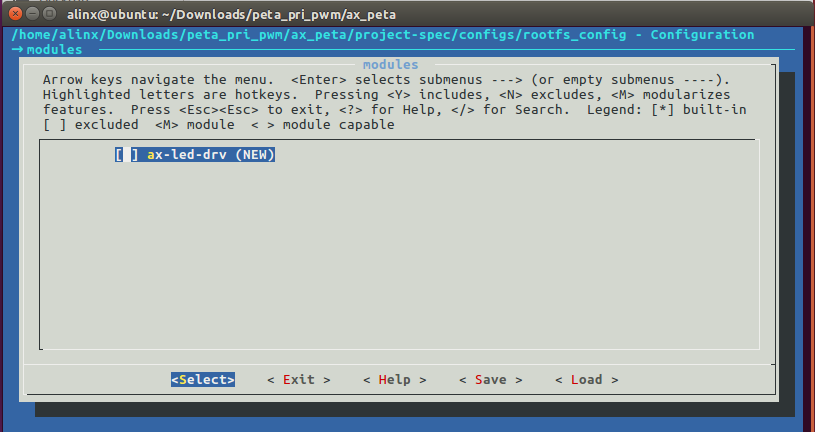 alinx@ubuntu: ~/Downloads/peta_pri_pwm/ax_peta
/home/alinx/Downloads/peta_pri_pwm/ax_peta/project-spec/configs/rootfs_config - Configuration
→ modules
modules
Arrow keys navigate the menu. <Enter> selects submenus ---> (or empty submenus ----).
Highlighted letters are hotkeys. Pressing <Y> includes, <N> excludes, <M> modularizes
features. Press <Esc><Esc> to exit, <?> for Help, </> for Search. Legend: [*] built-in
[ ] excluded <M> module < > module capable
[ ] ax-led-drv (NEW)
<Select> < Exit > < Help > < Save > < Load >